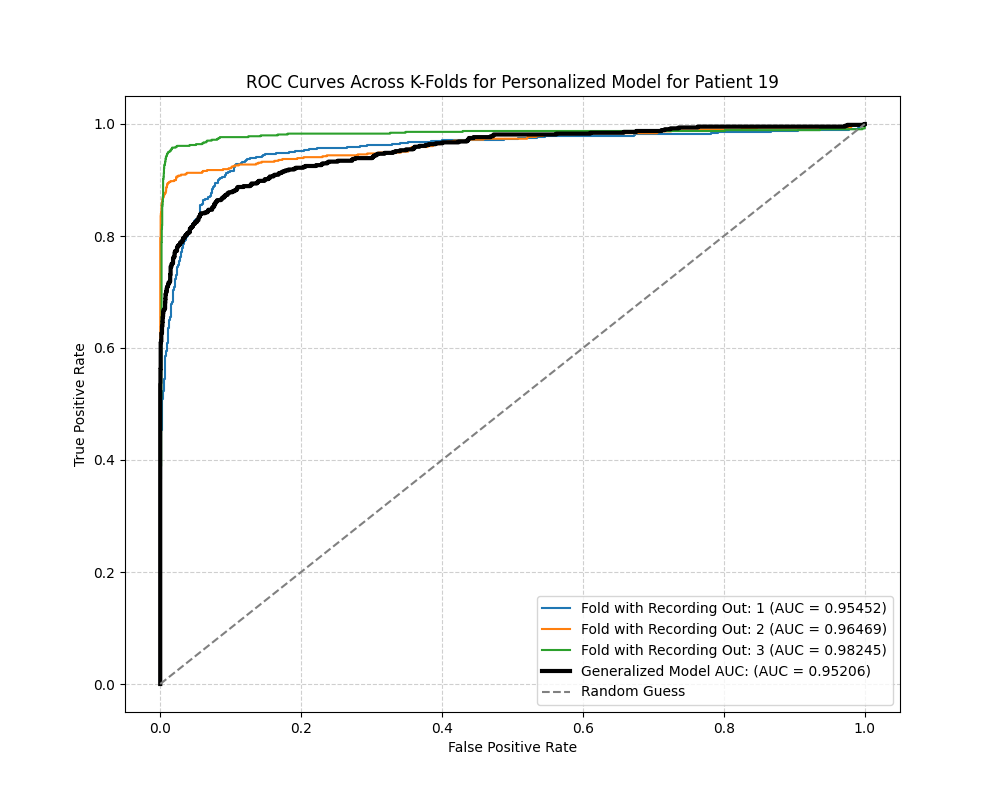 ROC Curves Across K-Folds for Personalized Model for Patient 19
True Positive Rate
1.0
0.8
0.6
0.4
0.2
0.0
0.0 0.2 0.4 0.6 0.8 1.0
False Positive Rate
Fold with Recording Out: 1 (AUC = 0.95452)
Fold with Recording Out: 2 (AUC = 0.96469)
Fold with Recording Out: 3 (AUC = 0.98245)
Generalized Model AUC: (AUC = 0.95206)
Random Guess